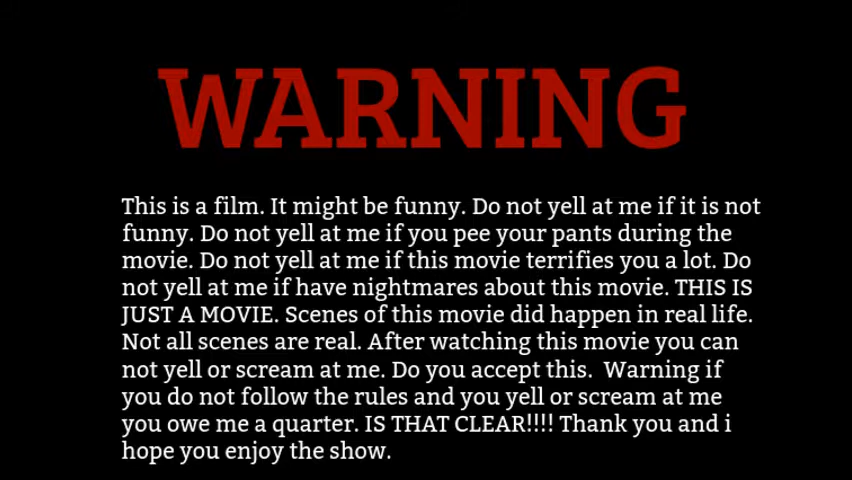 WARNING
This is a film. It might be funny. Do not yell at me if it is not
funny. Do not yell at me if you pee your pants during the
movie. Do not yell at me if this movie terrifies you a lot. Do
not yell at me if have nightmares about this movie. THIS IS
JUST A MOVIE. Scenes of this movie did happen in real life.
Not all scenes are real. After watching this movie you can
not yell or scream at me. Do you accept this.  Warning if
you do not follow the rules and you yell or scream at me
you owe me a quarter. IS THAT CLEAR!!!! Thank you and i
hope you enjoy the show.